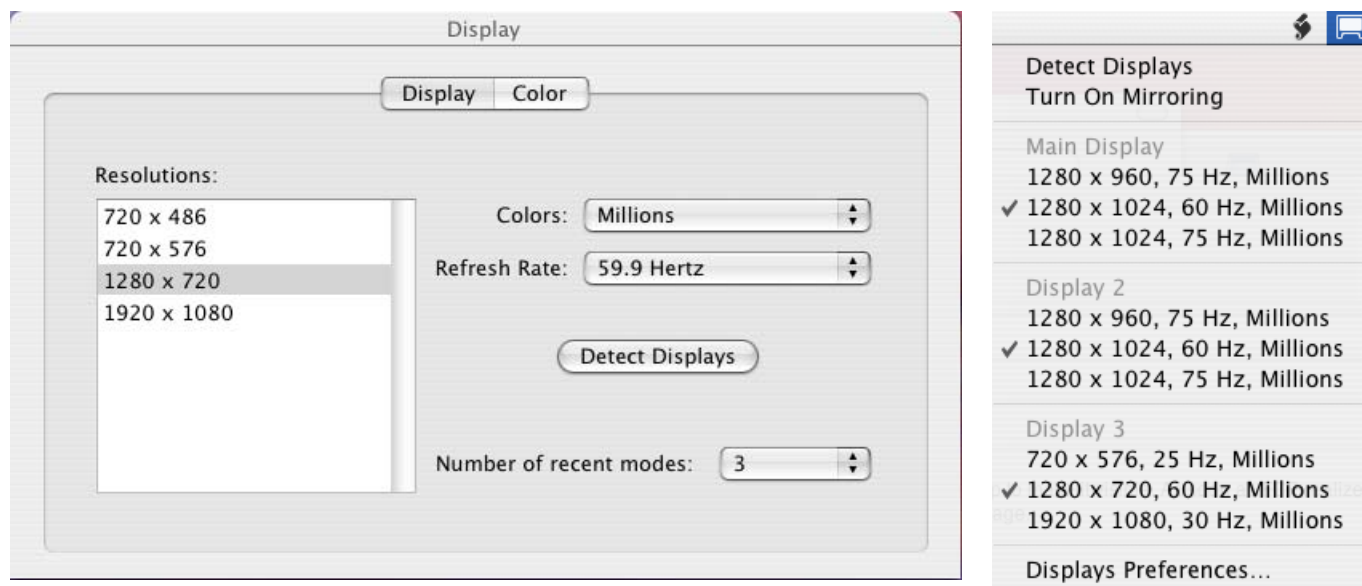 Display
Display Color
Resolutions:
720 x 486
720 x 576
1280 x 720
1920 x 1080
Colors: Millions
Refresh Rate: 59.9 Hertz
Detect Displays
Number of recent modes: 3
Detect Displays
Turn On Mirroring
Main Display
1280 x 960, 75 Hz, Millions
✓ 1280 x 1024, 60 Hz, Millions
1280 x 1024, 75 Hz, Millions
Display 2
1280 x 960, 75 Hz, Millions
✓ 1280 x 1024, 60 Hz, Millions
1280 x 1024, 75 Hz, Millions
Display 3
720 x 576, 25 Hz, Millions
✓ 1280 x 720, 60 Hz, Millions
1920 x 1080, 30 Hz, Millions
Displays Preferences...